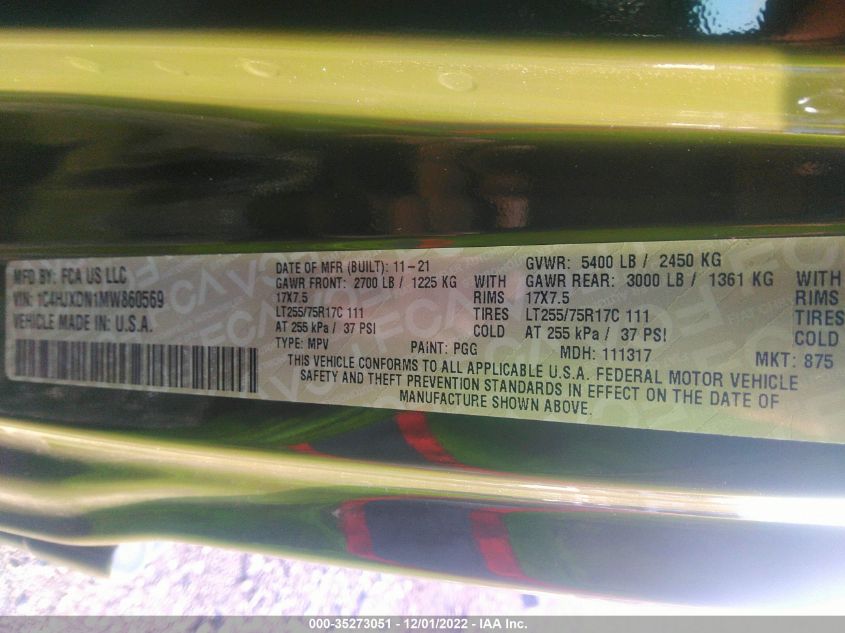 MFD BY: FCA US LLC
VIN: 1C4HJXDN1MW860569
VEHICLE MADE IN U.S.A.
DATE OF MFR (BUILT): 11-21
GAWR FRONT: 2700 LB / 1225 KG WITH
17X7.5 RIMS
LT255/75R17C 111 TIRES
AT 255 kPa / 37 PSI COLD
GVWR: 5400 LB / 2450 KG
GAWR REAR: 3000 LB / 1361 KG WITH
17X7.5 RIMS
LT255/75R17C 111 TIRES
AT 255 kPa / 37 PSI COLD
TYPE: MPV PAINT: PGG MDH: 111317 MKT: 875
THIS VEHICLE CONFORMS TO ALL APPLICABLE U.S.A. FEDERAL MOTOR VEHICLE
SAFETY AND THEFT PREVENTION STANDARDS IN EFFECT ON THE DATE OF
MANUFACTURE SHOWN ABOVE.
000-35273051 - 12/01/2022 - IAA Inc.